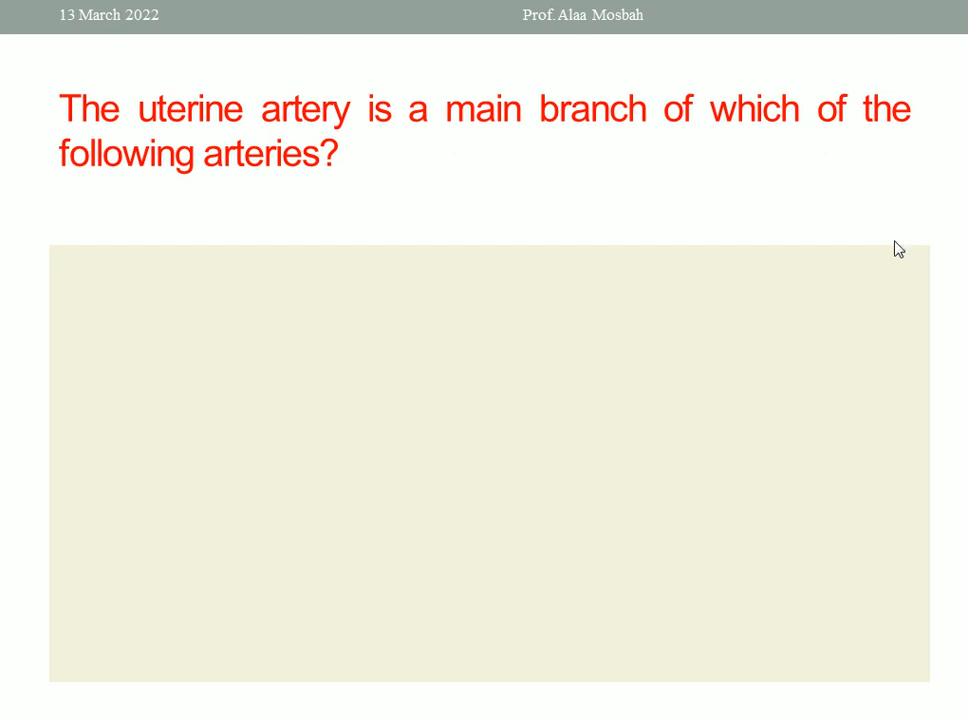 13 March 2022
Prof. Alaa Mosbah
The uterine artery is a main branch of which of the
following arteries?